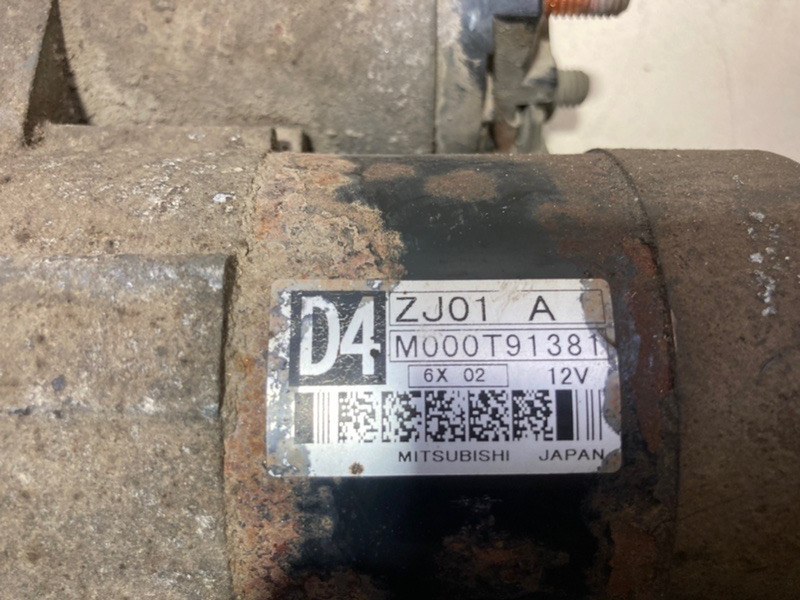 D4
ZJ01 A
M000T91381
6X 02 12V
MITSUBISHI JAPAN